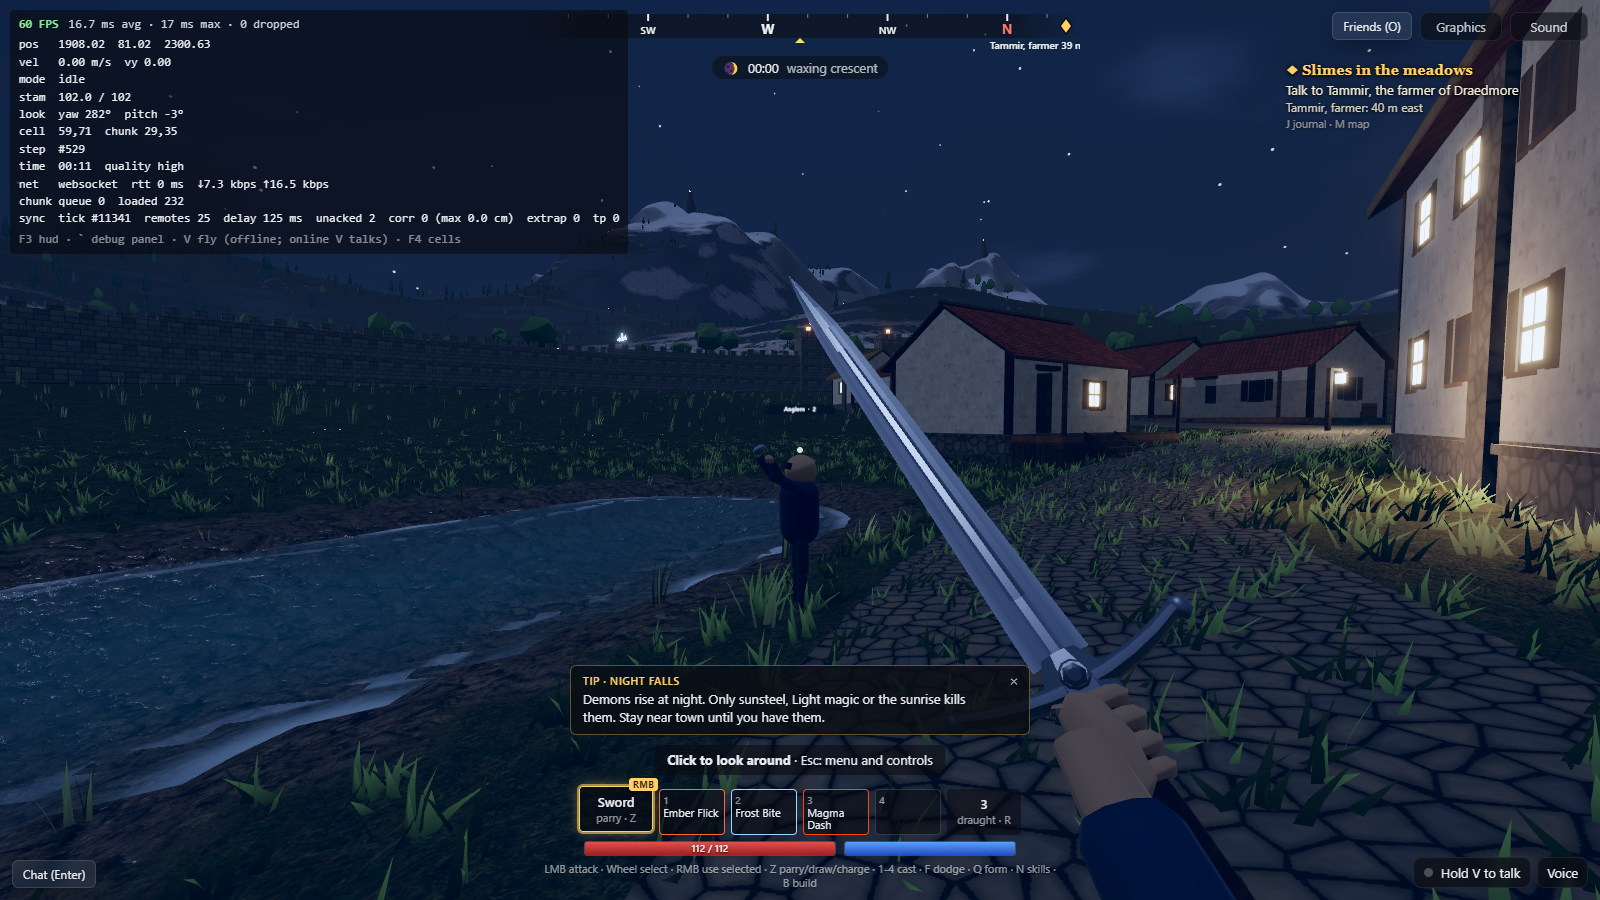 60 FPS 16.7 ms avg · 17 ms max · 0 dropped
pos 1908.02 81.02 2300.63
vel 0.00 m/s vy 0.00
mode idle
stam 102.0 / 102
look yaw 282° pitch -3°
cell 59,71 chunk 29,35
step #529
time 00:11 quality high
net websocket rtt 0 ms ↓7.3 kbps ↑16.5 kbps
chunk queue 0 loaded 232
sync tick #11341 remotes 25 delay 125 ms unacked 2 corr 0 (max 0.0 cm) extrap 0 tp 0
F3 hud · ` debug panel · V fly (offline; online V talks) · F4 cells
SW W NW N
Tammir, farmer 39 m
00:00 waxing crescent
Friends (O) Graphics Sound
Slimes in the meadows
Talk to Tammir, the farmer of Draedmore
Tammir, farmer: 40 m east
J journal · M map
TIP · NIGHT FALLS ×
Demons rise at night. Only sunsteel, Light magic or the sunrise kills
them. Stay near town until you have them.
Click to look around · Esc: menu and controls
RMB
Sword
parry · Z
1
Ember Flick
2
Frost Bite
3
Magma
Dash
4
3
draught · R
112 / 112
LMB attack · Wheel select · RMB use selected · Z parry/draw/charge · 1-4 cast · F dodge · Q form · N skills ·
B build
Chat (Enter)
Hold V to talk Voice